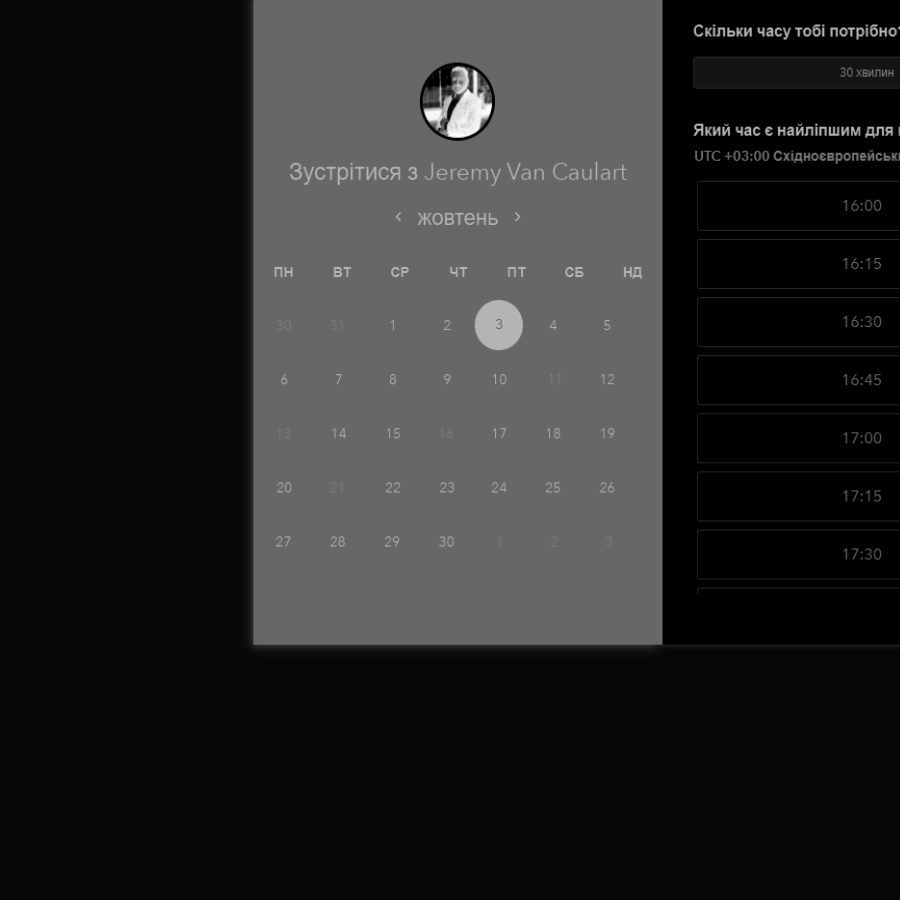 Зустрітися з Jeremy Van Caulart
жовтень
ПН ВТ СР ЧТ ПТ СБ НД
30 31 1 2 3 4 5
6 7 8 9 10 11 12
13 14 15 16 17 18 19
20 21 22 23 24 25 26
27 28 29 30 1 2 3
Скільки часу тобі потрібно?
30 хвилин
Який час є найліпшим для
UTC +03:00
16:00
16:15
16:30
16:45
17:00
17:15
17:30